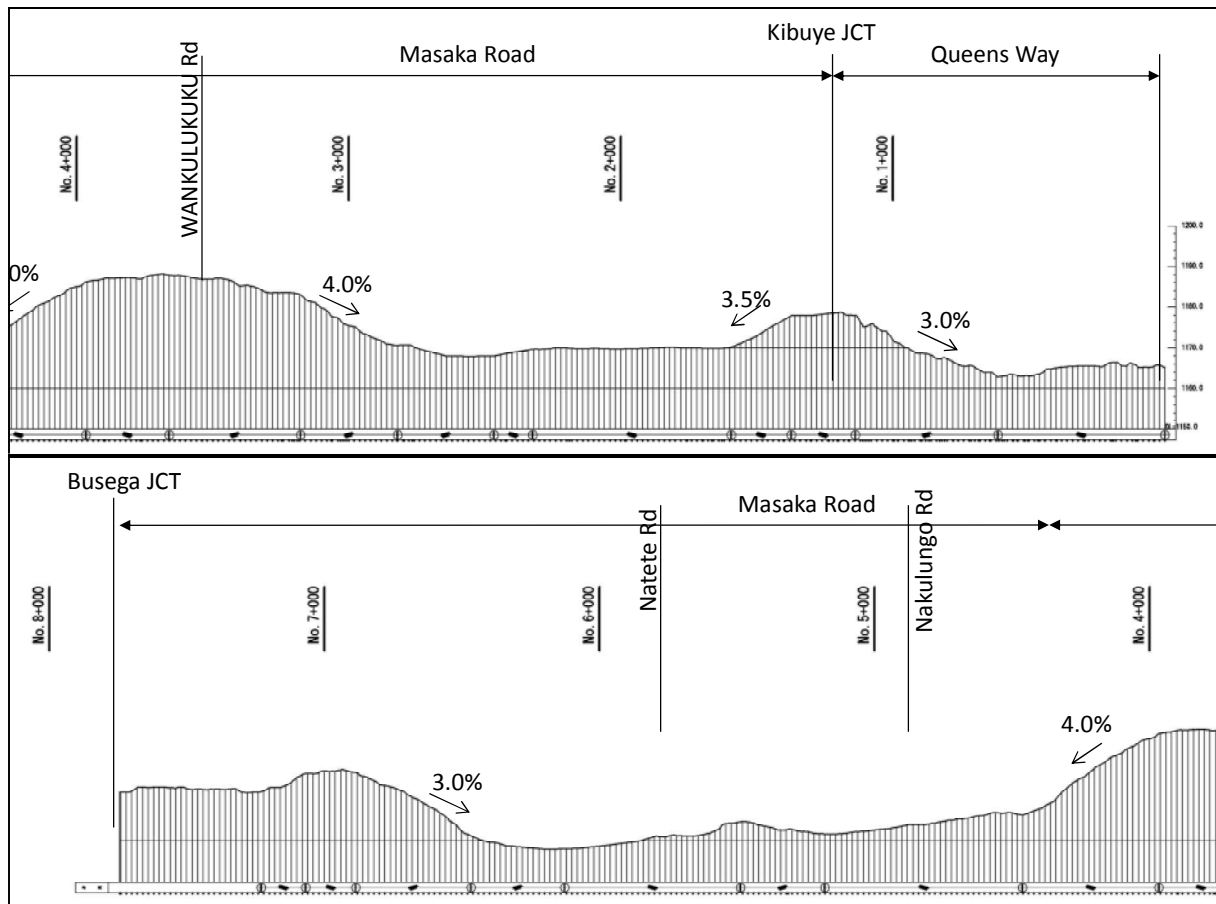 Kibuye JCT
WANKULUKUKU Rd
Masaka Road
Queens Way
No. 4+000
No. 3+000
No. 2+000
No. 1+000
1200.0
1190.0
0%
4.0%
3.5%
1180.0
3.0%
1170.0
1160.0
DL=1150.0
Busega JCT
Natete Rd
Masaka Road
Nakulungo Rd
No. 8+000
No. 7+000
No. 6+000
No. 5+000
No. 4+000
4.0%
3.0%